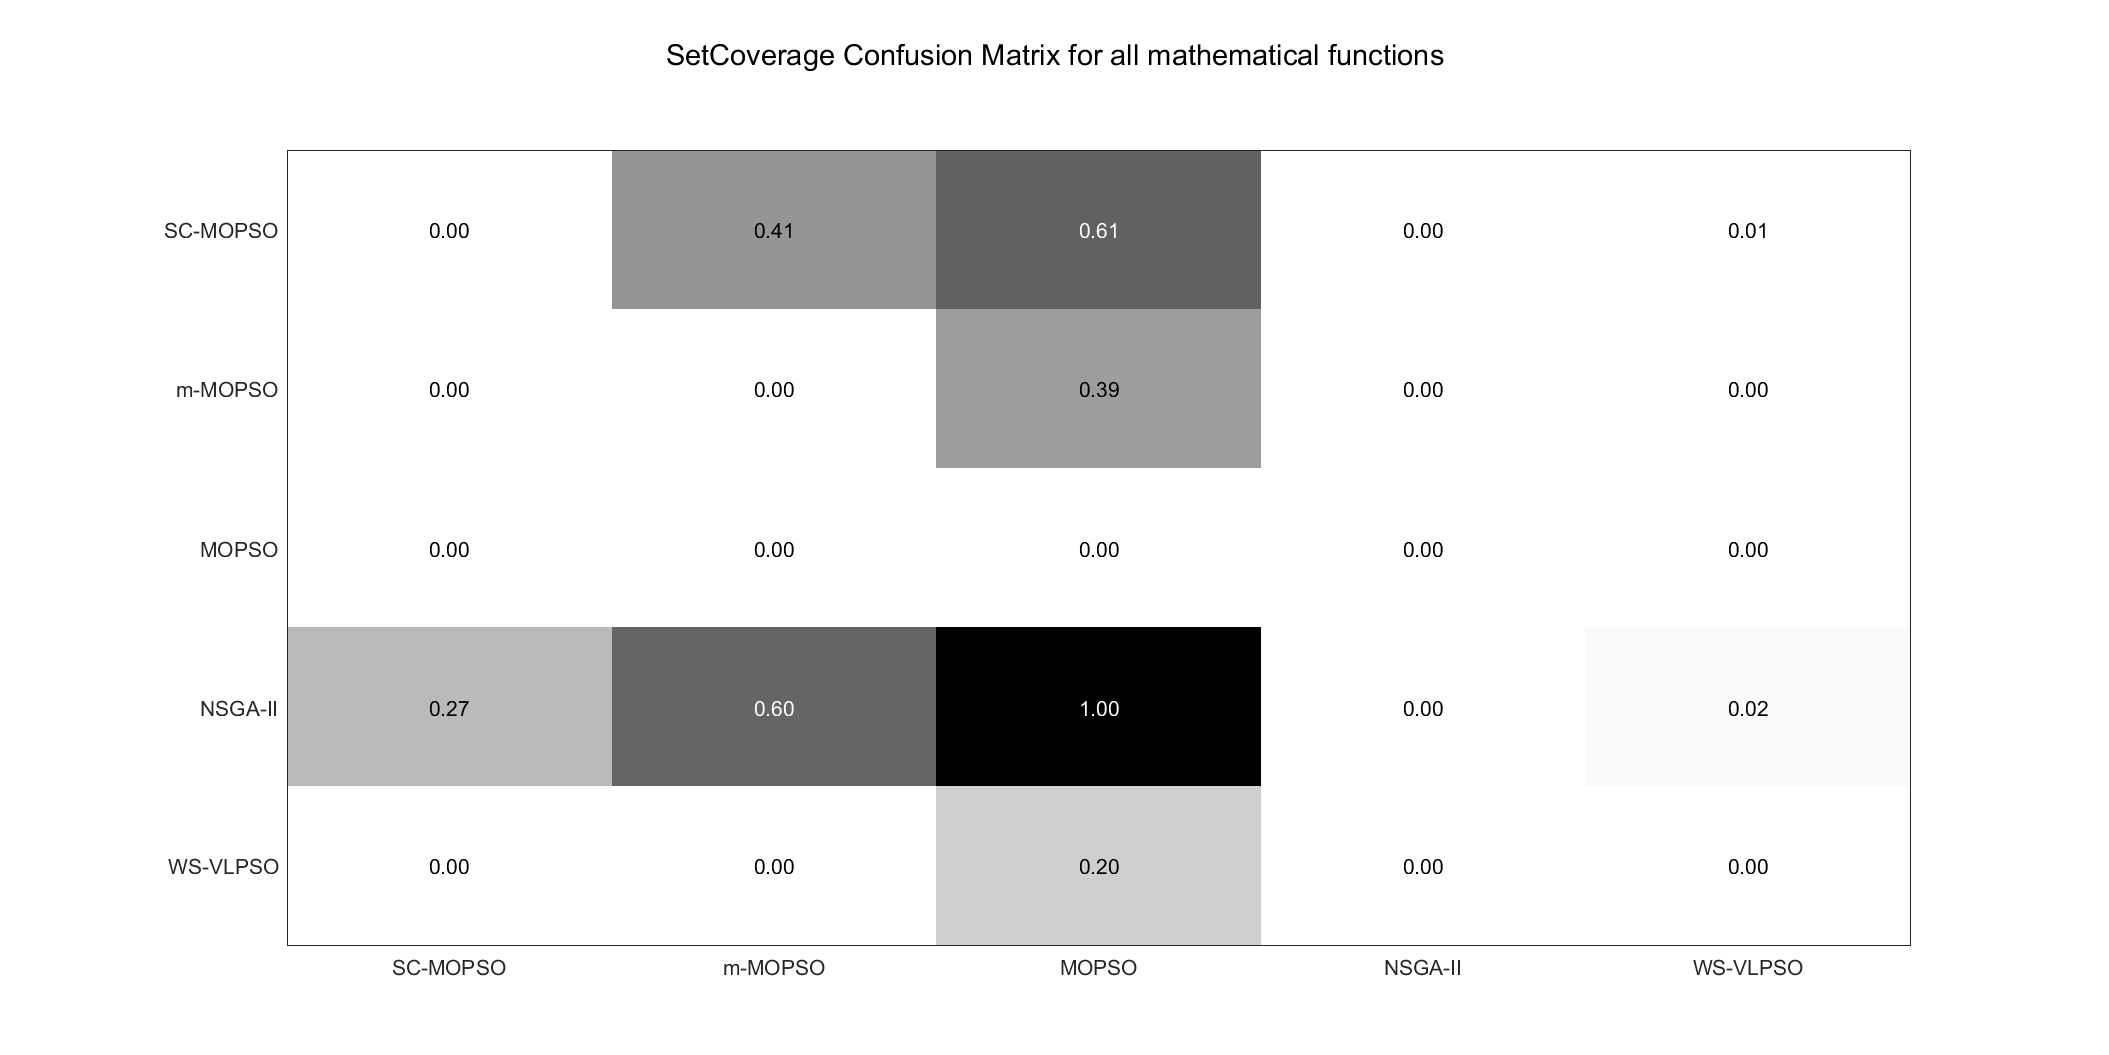 SetCoverage Confusion Matrix for all mathematical functions
SC-MOPSO 0.00 0.41 0.61 0.00 0.01
m-MOPSO 0.00 0.00 0.39 0.00 0.00
MOPSO 0.00 0.00 0.00 0.00 0.00
NSGA-II 0.27 0.60 1.00 0.00 0.02
WS-VLPSO 0.00 0.00 0.20 0.00 0.00
SC-MOPSO m-MOPSO MOPSO NSGA-II WS-VLPSO